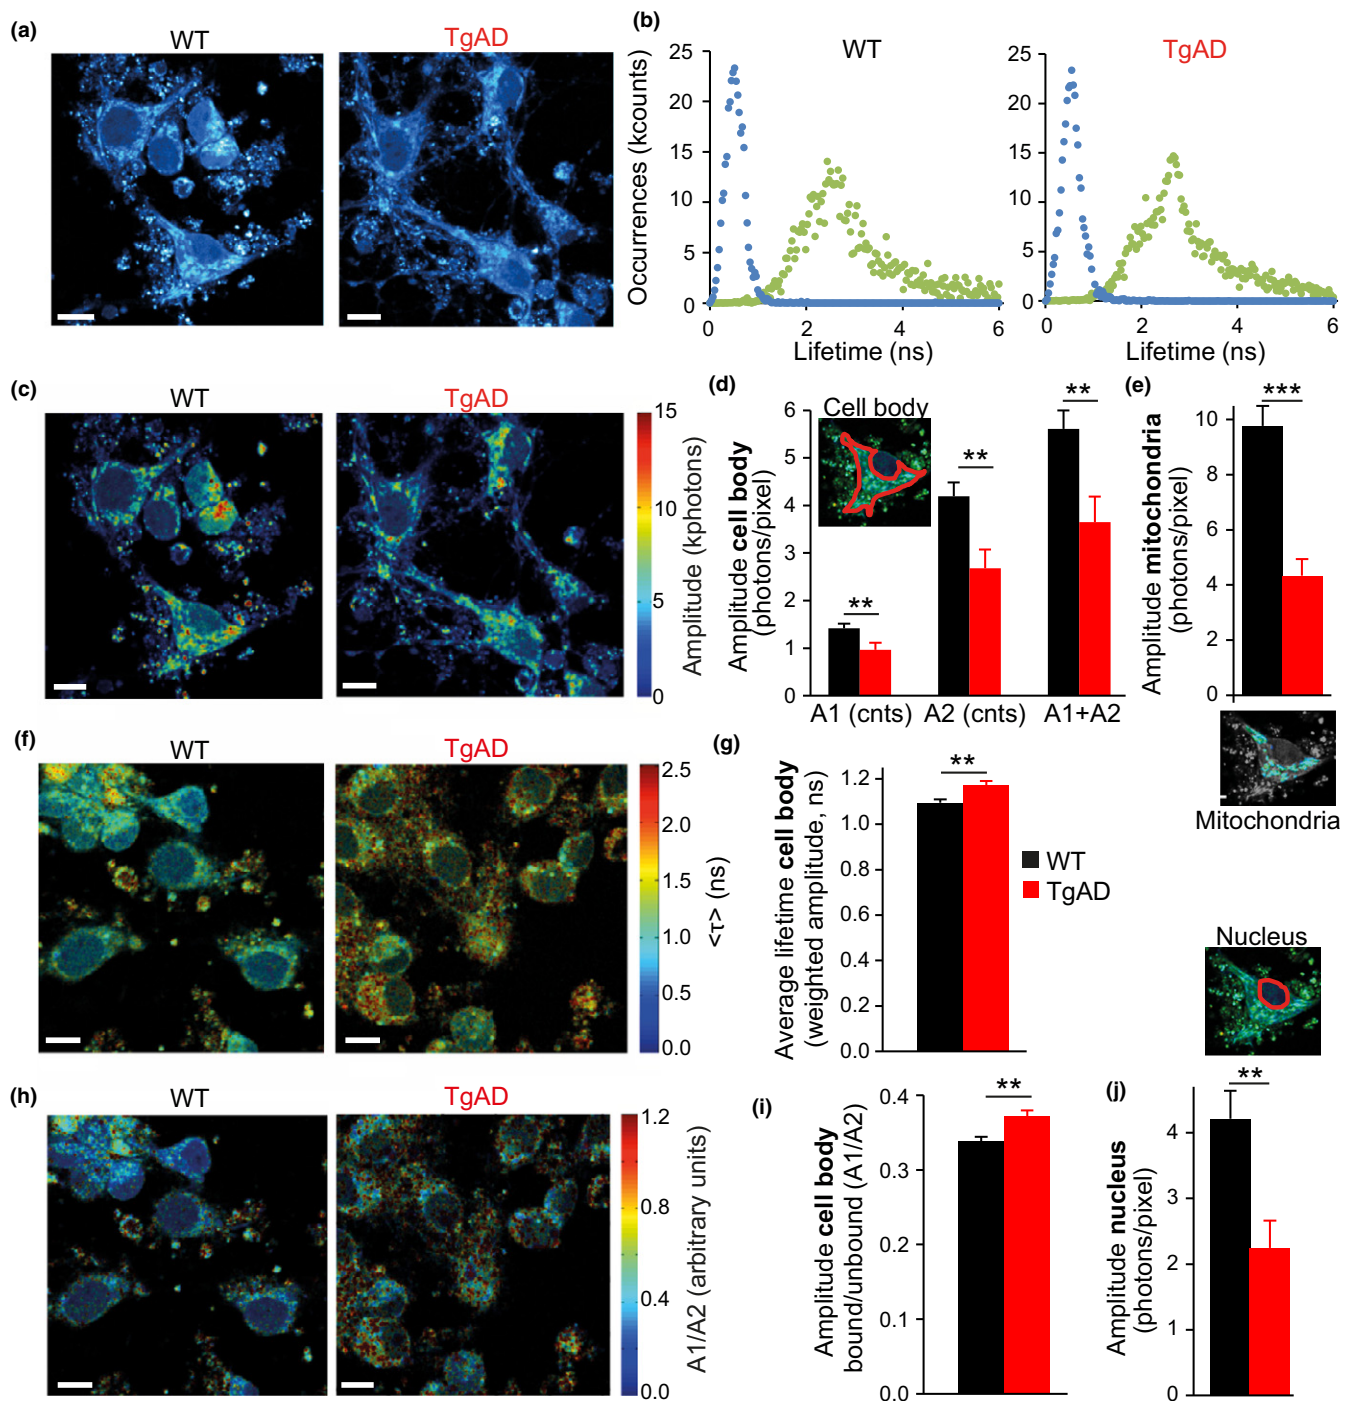 (a)
WT
TgAD
(b)
WT
TgAD
Occurrences (kcounts)
25
20
15
10
5
0
0
2
4
6
Lifetime (ns)
25
20
15
10
5
0
0
2
4
6
Lifetime (ns)
(c)
WT
TgAD
15
10
5
0
Amplitude (kphotons)
(d)
Cell body
Amplitude cell body
(photons/pixel)
6
5
4
3
2
1
0
**
**
**
A1 (cnts)
A2 (cnts)
A1+A2
(e)
Amplitude mitochondria
(photons/pixel)
10
8
6
4
2
0
***
Mitochondria
(f)
WT
TgAD
2.5
2.0
1.5
1.0
0.5
0.0
<τ> (ns)
(g)
Average lifetime cell body
(weighted amplitude, ns)
1.2
1.0
0.8
0.6
0.4
0.2
0.0
**
WT
TgAD
(h)
WT
TgAD
1.2
0.8
0.4
0.0
A1/A2 (arbitrary units)
(i)
Amplitude cell body
bound/unbound (A1/A2)
0.4
0.3
0.2
0.1
0.0
**
Nucleus
(j)
Amplitude nucleus
(photons/pixel)
4
3
2
1
0
**